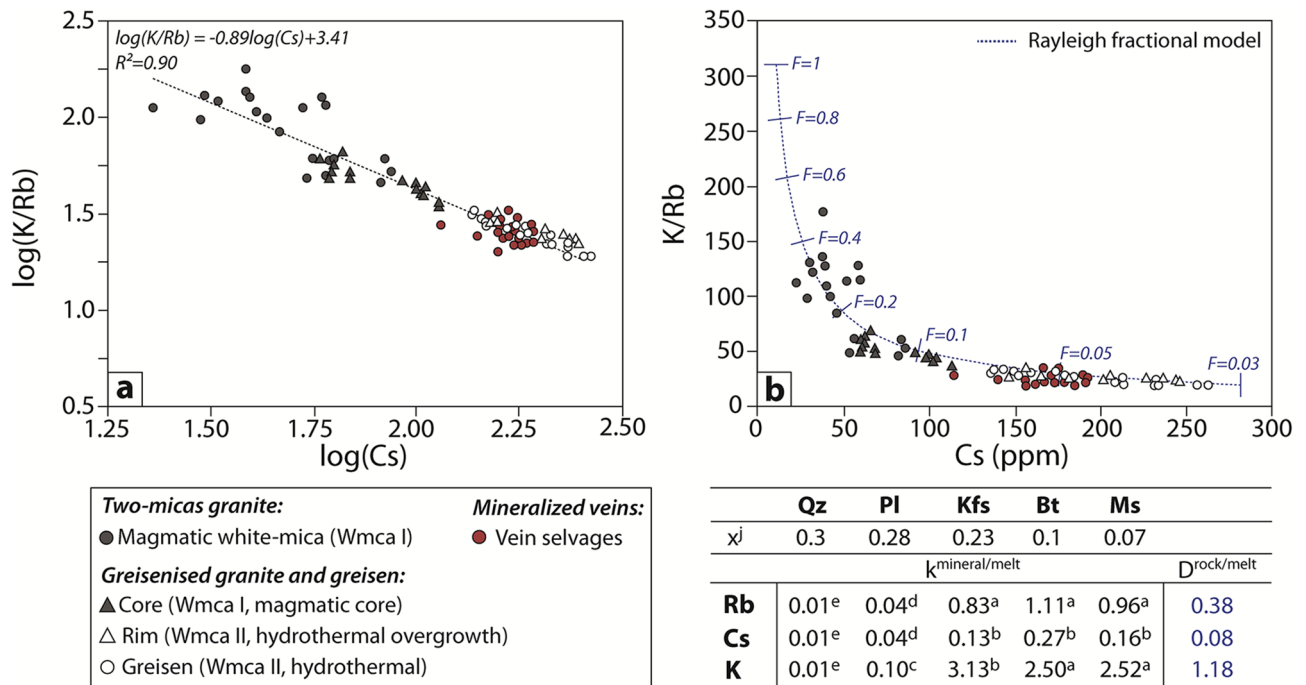 log(K/Rb) = -0.89log(Cs)+3.41
R²=0.90
2.5
2.0
1.5
1.0
0.5
log(K/Rb)
a
1.25
1.50
1.75
2.00
2.25
2.50
log(Cs)
Rayleigh fractional model
350
300
250
200
150
100
50
0
K/Rb
F=1
F=0.8
F=0.6
F=0.4
F=0.2
F=0.1
F=0.05
F=0.03
b
0
50
100
150
200
250
300
Cs (ppm)
Two-micas granite:
Magmatic white-mica (Wmca I)
Greisenised granite and greisen:
Core (Wmca I, magmatic core)
Rim (Wmca II, hydrothermal overgrowth)
Greisen (Wmca II, hydrothermal)
Mineralized veins:
Vein selvages
Qz Pl Kfs Bt Ms
xʲ 0.3 0.28 0.23 0.1 0.07
k^mineral/melt D^rock/melt
Rb 0.01ᵉ 0.04ᵈ 0.83ᵃ 1.11ᵃ 0.96ᵃ 0.38
Cs 0.01ᵉ 0.04ᵈ 0.13ᵇ 0.27ᵇ 0.16ᵇ 0.08
K 0.01ᵉ 0.10ᶜ 3.13ᵇ 2.50ᵃ 2.52ᵃ 1.18